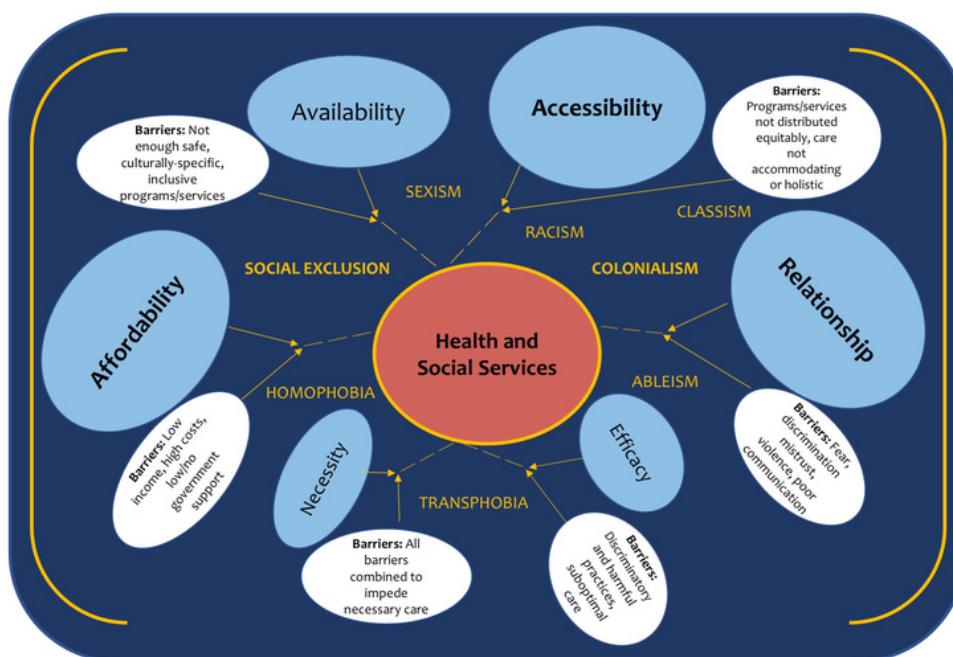 Availability
Accessibility
Barriers: Not
enough safe,
culturally-specific,
inclusive
programs/services
Barriers:
Programs/services
not distributed
equitably, care
not
accommodating
or holistic
SEXISM
RACISM
CLASSISM
SOCIAL EXCLUSION
COLONIALISM
Affordability
Relationship
Health and
Social Services
HOMOPHOBIA
ABLEISM
Barriers: Low
income, high costs,
low/no
government
support
Necessity
Efficacy
Barriers: Fear,
discrimination
mistrust,
violence, poor
communication
TRANSPHOBIA
Barriers: All
barriers
combined to
impede
necessary care
Barriers:
Discriminatory
and harmful
practices,
suboptimal
care